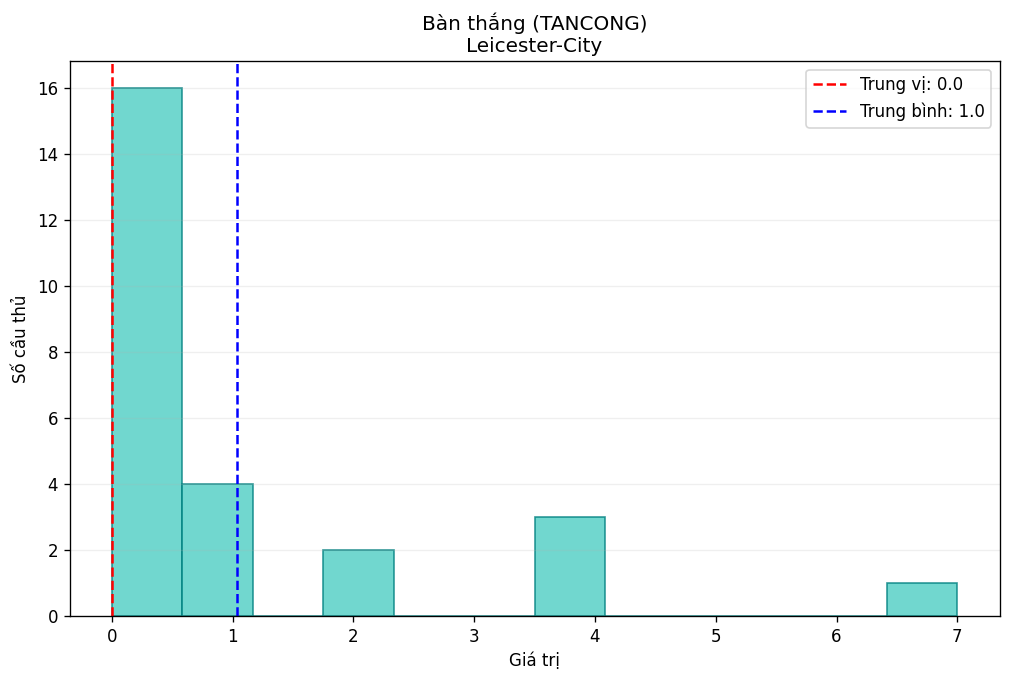 Bàn thắng (TANCONG)
Leicester-City
Trung vị: 0.0
Trung bình: 1.0
Số cầu thủ
16
14
12
10
8
6
4
2
0
0 1 2 3 4 5 6 7
Giá trị